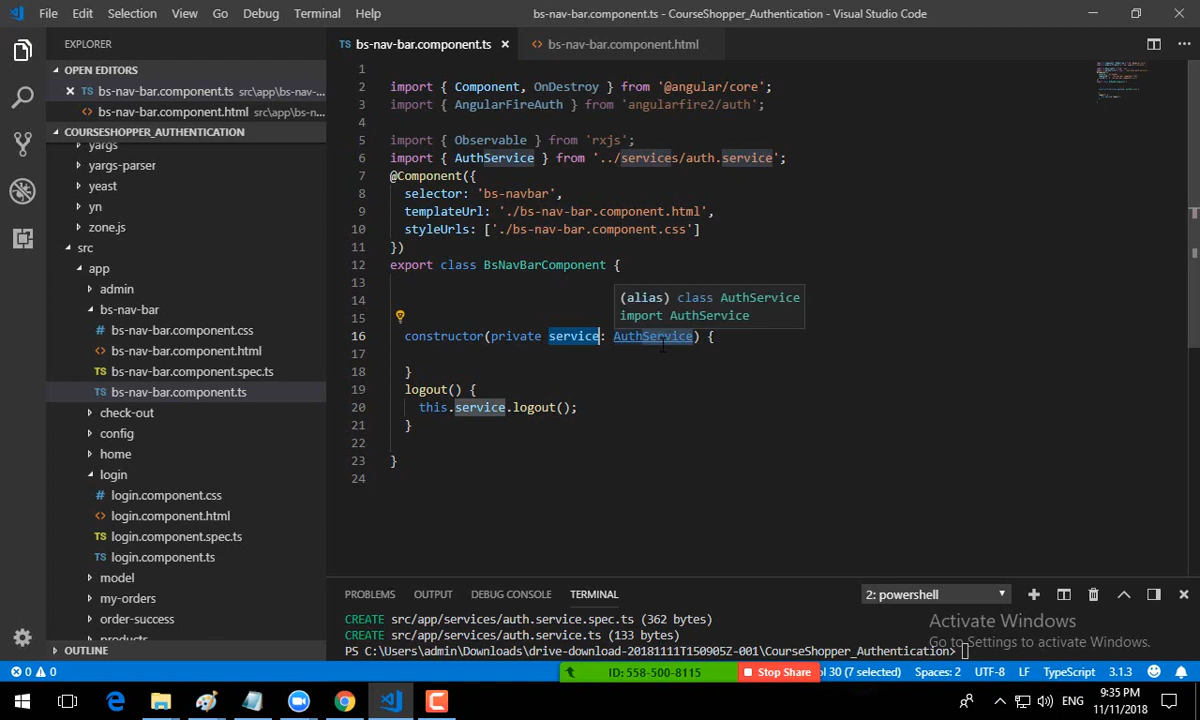 File Edit Selection View Go Debug Terminal Help
bs-nav-bar.component.ts - CourseShopper_Authentication - Visual Studio Code
EXPLORER
OPEN EDITORS
TS bs-nav-bar.component.ts src\app\bs-nav-...
<> bs-nav-bar.component.html src\app\bs-n...
COURSESHOPPER_AUTHENTICATION
yargs
yargs-parser
yeast
yn
zone.js
src
app
admin
bs-nav-bar
bs-nav-bar.component.css
<> bs-nav-bar.component.html
TS bs-nav-bar.component.spec.ts
TS bs-nav-bar.component.ts
check-out
config
home
login
login.component.css
<> login.component.html
TS login.component.spec.ts
TS login.component.ts
model
my-orders
order-success
products
OUTLINE
TS bs-nav-bar.component.ts
<> bs-nav-bar.component.html
1
2 import { Component, OnDestroy } from '@angular/core';
3 import { AngularFireAuth } from 'angularfire2/auth';
4
5 import { Observable } from 'rxjs';
6 import { AuthService } from '../services/auth.service';
7 @Component({
8 selector: 'bs-navbar',
9 templateUrl: './bs-nav-bar.component.html',
10 styleUrls: ['./bs-nav-bar.component.css']
11 })
12 export class BsNavBarComponent {
13
14
15
(alias) class AuthService
import AuthService
16 constructor(private service: AuthService) {
17
18 }
19 logout() {
20 this.service.logout();
21 }
22
23 }
24
PROBLEMS OUTPUT DEBUG CONSOLE TERMINAL
2: powershell
CREATE src/app/services/auth.service.spec.ts (362 bytes)
CREATE src/app/services/auth.service.ts (133 bytes)
PS C:\Users\admin\Downloads\drive-download-20181111T150905Z-001\CourseShopper_Authentication>
Activate Windows
Go to Settings to activate Windows.
0 0
ID: 558-500-8115
Stop Share
ol 30 (7 selected) Spaces: 2 UTF-8 LF TypeScript 3.1.3
ENG
9:35 PM
11/11/2018